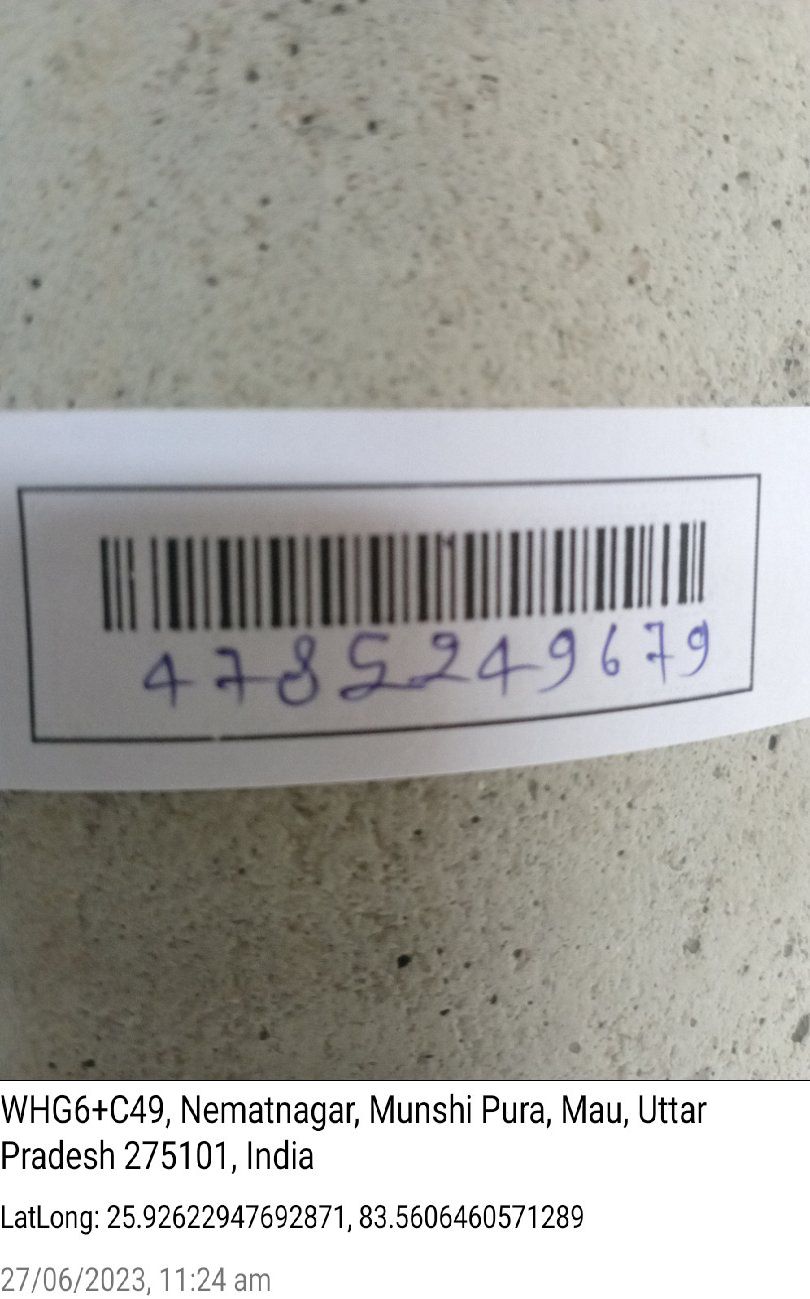 4785249679
WHG6+C49, Nematnagar, Munshi Pura, Mau, Uttar
Pradesh 275101, India
LatLong: 25.92622947692871, 83.5606460571289
27/06/2023, 11:24 am